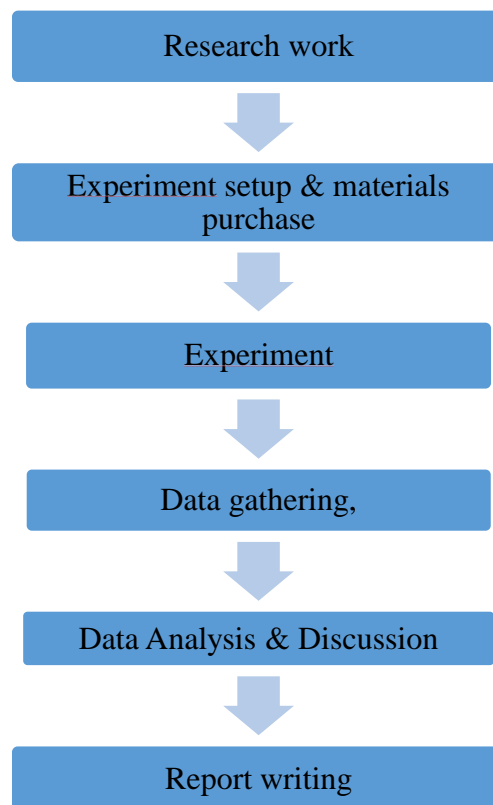 Research work
Experiment setup & materials
purchase
Experiment
Data gathering,
Data Analysis & Discussion
Report writing